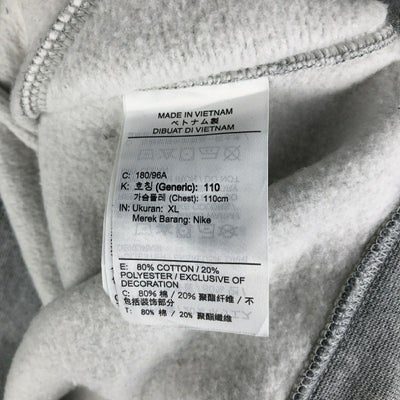 MADE IN VIETNAM
ベトナム製
DIBUAT DI VIETNAM
C: 180/96A
K: 호칭 (Generic): 110
가슴둘레 (Chest): 110cm
IN: Ukuran: XL
Merek Barang: Nike
E: 80% COTTON / 20%
POLYESTER / EXCLUSIVE OF
DECORATION
C: 80% 棉 / 20% 聚酯纤维 / 不
包括装饰部分
T: 80% 棉 / 20% 聚酯纖維